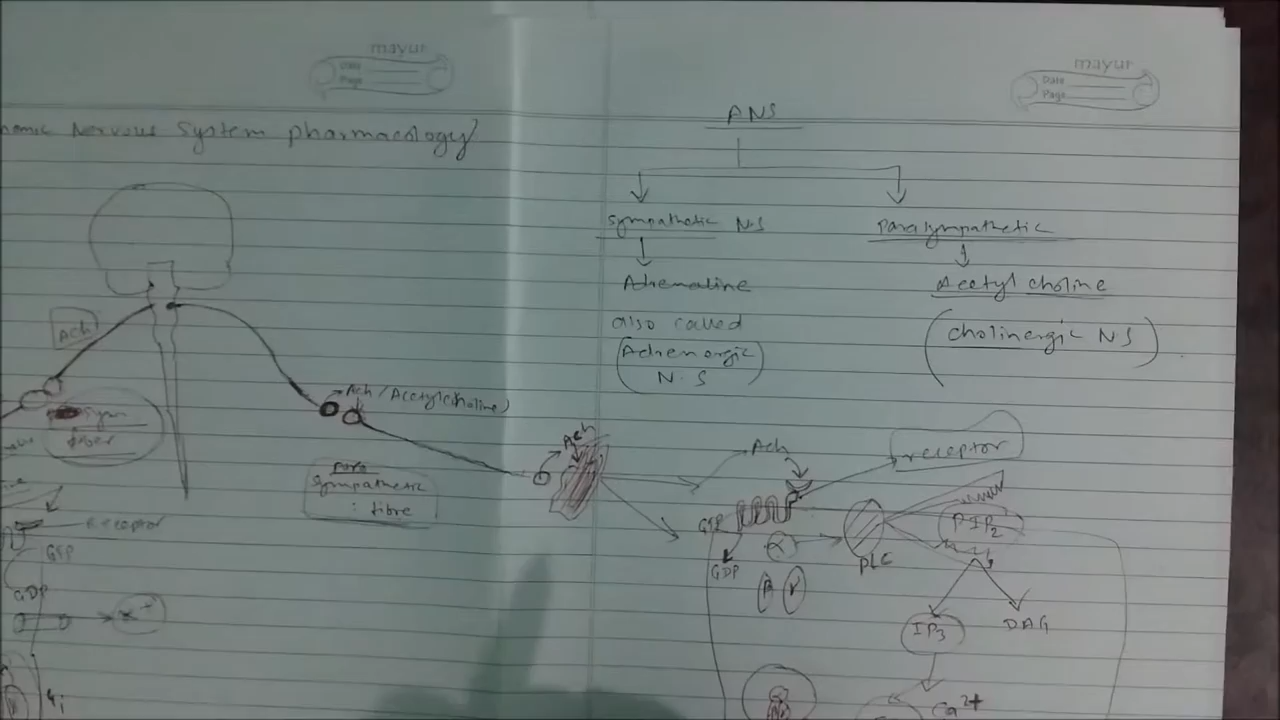 mayur
Date
Page
mayur
Date
Page
Nervous System pharmacology
ANS
Sympathetic N.S
Parasympathetic
Adrenaline
Acetyl choline
also called
(Adrenergic
N.S)
(cholinergic NS)
Ach
Ach/Acetylcholine)
fiber
para
Sympathetic
: fibre
Ach
Ach
receptor
GTP
GDP
α
β γ
PLC
PIP2
IP3
DAG
Ca2+
receptor
GTP
GDP